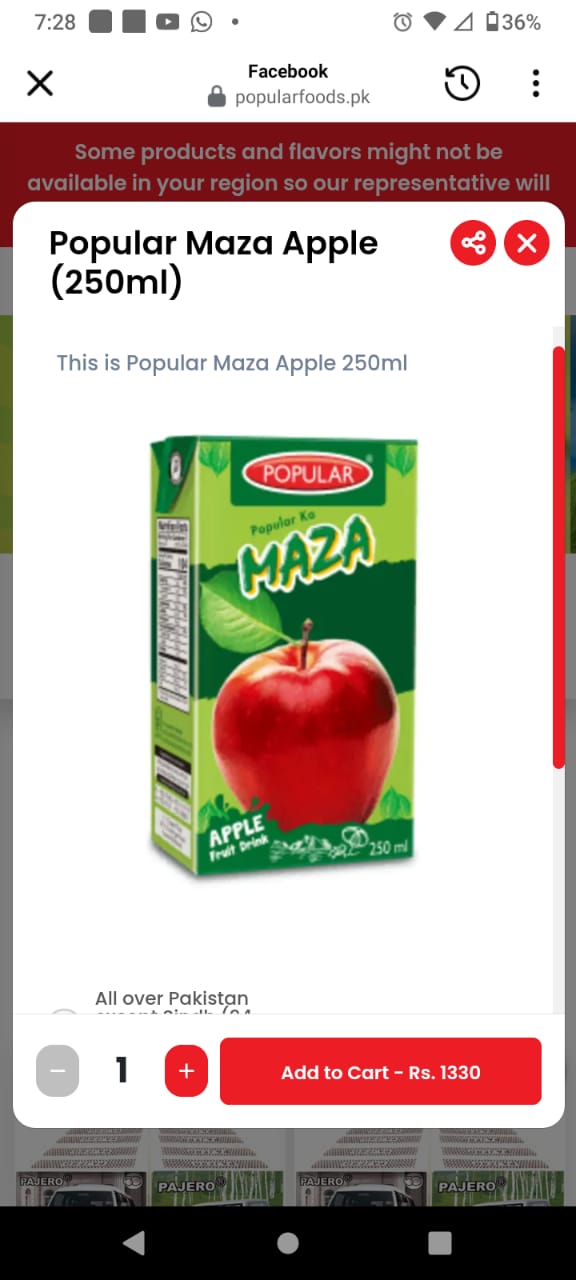 7:28
36%
Facebook
popularfoods.pk
Some products and flavors might not be
available in your region so our representative will
Popular Maza Apple
(250ml)
This is Popular Maza Apple 250ml
POPULAR
Popular Ka
MAZA
APPLE
Fruit Drink
250 ml
All over Pakistan
1
+
Add to Cart - Rs. 1330
PAJERO
PAJERO
PAJERO
PAJERO